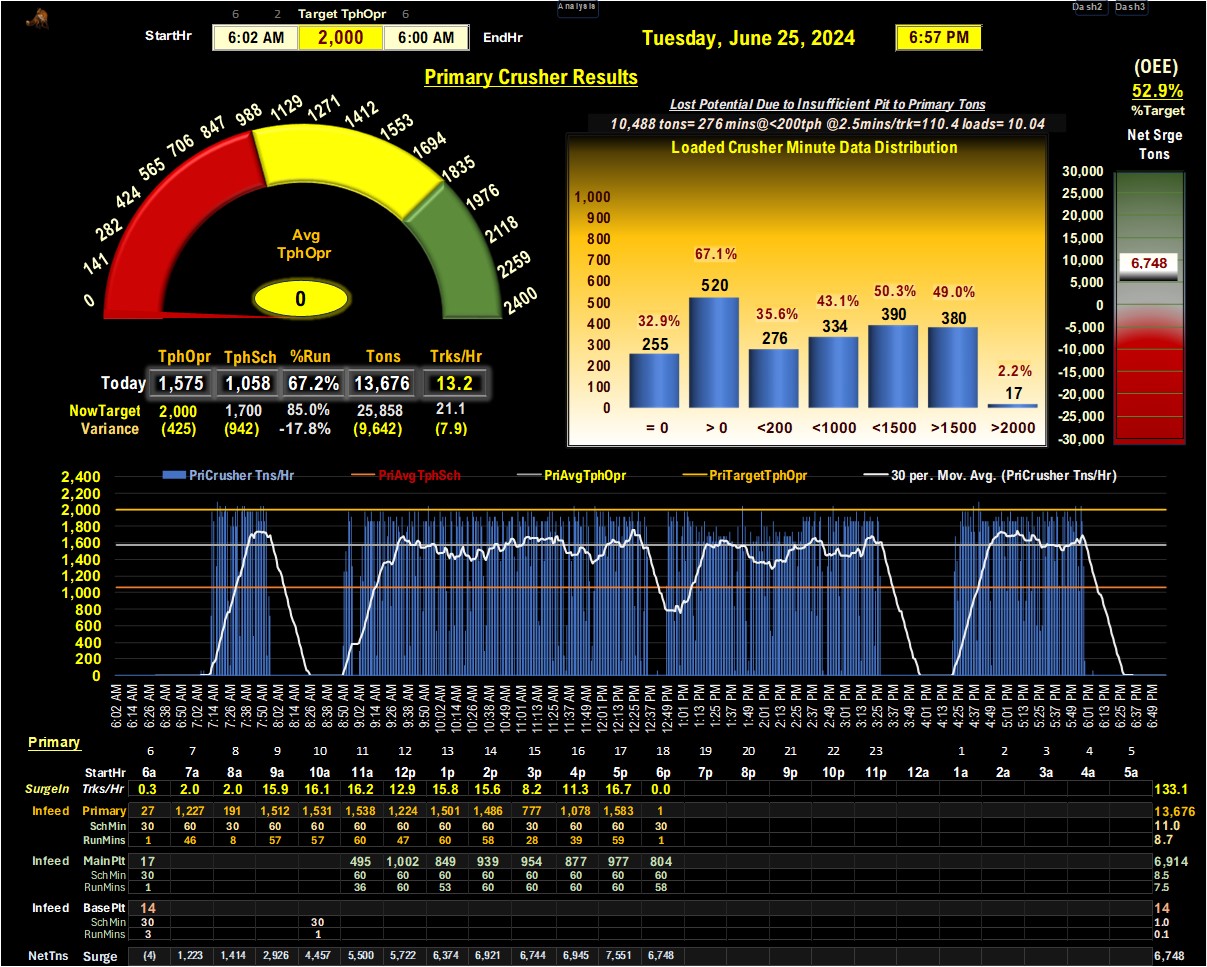 Analysis
Dash2 Dash3
6 2 Target TphOpr 6
StartHr 6:02 AM 2,000 6:00 AM EndHr
Tuesday, June 25, 2024 6:57 PM
Primary Crusher Results
(OEE)
52.9%
%Target
Net Srge
Tons
Lost Potential Due to Insufficient Pit to Primary Tons
10,488 tons= 276 mins@<200tph @2.5mins/trk=110.4 loads= 10.04
Loaded Crusher Minute Data Distribution
0 141 282 424 565 706 847 988 1129 1271 1412 1553 1694 1835 1976 2118 2259 2400
Avg
TphOpr
0
1,000
900
800
700
600
500
400
300
200
100
0
32.9% 67.1% 35.6% 43.1% 50.3% 49.0% 2.2%
255 520 276 334 390 380 17
= 0 > 0 <200 <1000 <1500 >1500 >2000
30,000
25,000
20,000
15,000
10,000
5,000
0
-5,000
-10,000
-15,000
-20,000
-25,000
-30,000
6,748
TphOpr TphSch %Run Tons Trks/Hr
Today 1,575 1,058 67.2% 13,676 13.2
NowTarget 2,000 1,700 85.0% 25,858 21.1
Variance (425) (942) -17.8% (9,642) (7.9)
PriCrusher Tns/Hr PriAvgTphSch PriAvgTphOpr PriTargetTphOpr 30 per. Mov. Avg. (PriCrusher Tns/Hr)
2,400
2,200
2,000
1,800
1,600
1,400
1,200
1,000
800
600
400
200
0
6:02 AM 6:14 AM 6:26 AM 6:38 AM 6:50 AM 7:02 AM 7:14 AM 7:26 AM 7:38 AM 7:50 AM 8:02 AM 8:14 AM 8:26 AM 8:38 AM 8:50 AM 9:02 AM 9:14 AM 9:26 AM 9:38 AM 9:50 AM 10:02 AM 10:14 AM 10:26 AM 10:38 AM 10:49 AM 11:01 AM 11:13 AM 11:25 AM 11:37 AM 11:49 AM 12:01 PM 12:13 PM 12:25 PM 12:37 PM 12:49 PM 1:01 PM 1:13 PM 1:25 PM 1:37 PM 1:49 PM 2:01 PM 2:13 PM 2:25 PM 2:37 PM 2:49 PM 3:01 PM 3:13 PM 3:25 PM 3:37 PM 3:49 PM 4:01 PM 4:13 PM 4:25 PM 4:37 PM 4:49 PM 5:01 PM 5:13 PM 5:25 PM 5:37 PM 5:49 PM 6:01 PM 6:13 PM 6:25 PM 6:37 PM 6:49 PM
Primary 6 7 8 9 10 11 12 13 14 15 16 17 18 19 20 21 22 23 1 2 3 4 5
StartHr 6a 7a 8a 9a 10a 11a 12p 1p 2p 3p 4p 5p 6p 7p 8p 9p 10p 11p 12a 1a 2a 3a 4a 5a
SurgeIn Trks/Hr 0.3 2.0 2.0 15.9 16.1 16.2 12.9 15.8 15.6 8.2 11.3 16.7 0.0 133.1
Infeed Primary 27 1,227 191 1,512 1,531 1,538 1,224 1,501 1,486 777 1,078 1,583 1 13,676
SchMin 30 60 30 60 60 60 60 60 60 30 60 60 30 11.0
RunMins 1 46 8 57 57 60 47 60 58 28 39 59 1 8.7
Infeed MainPlt 17 495 1,002 849 939 954 877 977 804 6,914
SchMin 30 60 60 60 60 60 60 60 60 8.5
RunMins 1 36 60 53 60 60 60 60 58 7.5
Infeed BasePlt 14 14
SchMin 30 30 1.0
RunMins 3 1 0.1
NetTns Surge (4) 1,223 1,414 2,926 4,457 5,500 5,722 6,374 6,921 6,744 6,945 7,551 6,748 6,748